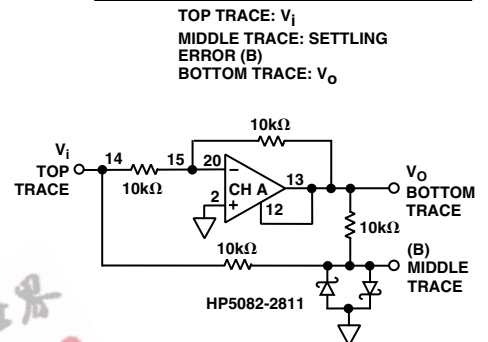 TOP TRACE: Vi
MIDDLE TRACE: SETTLING
ERROR (B)
BOTTOM TRACE: Vo
10kΩ
Vi
TOP
TRACE
14
10kΩ
15
20
−
2
+
CH A
13
12
VO
BOTTOM
TRACE
10kΩ
10kΩ
(B)
MIDDLE
TRACE
HP5082-2811